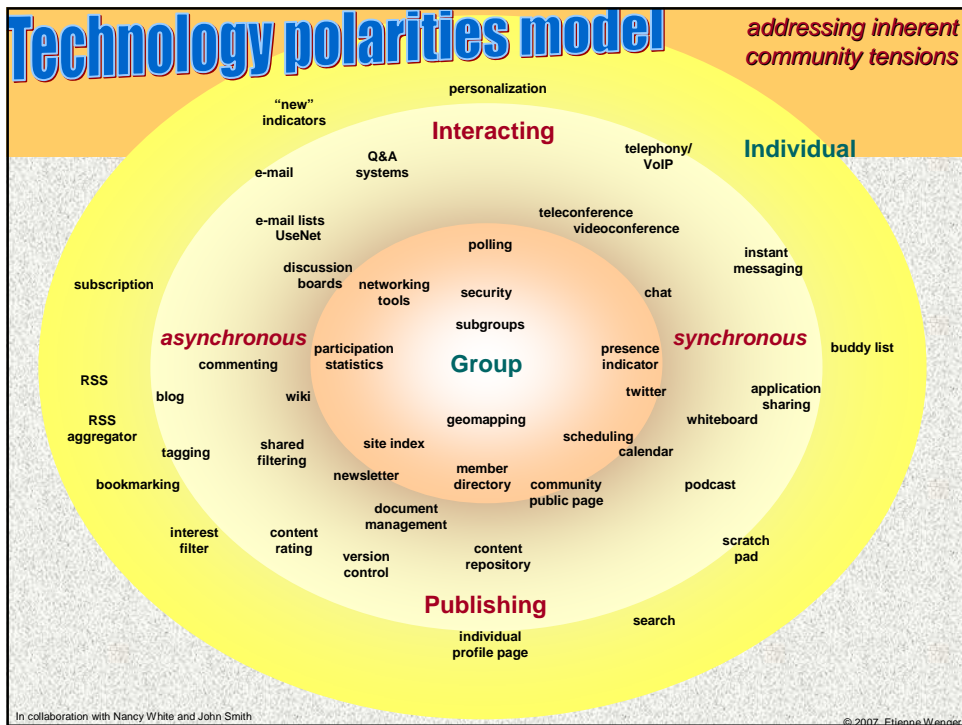 Technology polarities model
addressing inherent
community tensions
personalization
“new”
indicators
Interacting
Q&A
systems
telephony/
VoIP
Individual
e-mail
teleconference
videoconference
e-mail lists
UseNet
polling
instant
messaging
discussion
boards
networking
tools
subscription
security
chat
subgroups
asynchronous
synchronous
participation
statistics
presence
indicator
buddy list
commenting
Group
RSS
blog
wiki
twitter
application
sharing
RSS
aggregator
geomapping
whiteboard
tagging
shared
filtering
site index
scheduling
calendar
bookmarking
newsletter
member
directory
community
public page
podcast
document
management
interest
filter
content
rating
version
control
content
repository
scratch
pad
Publishing
search
individual
profile page
In collaboration with Nancy White and John Smith
© 2007 Etienne Wenger